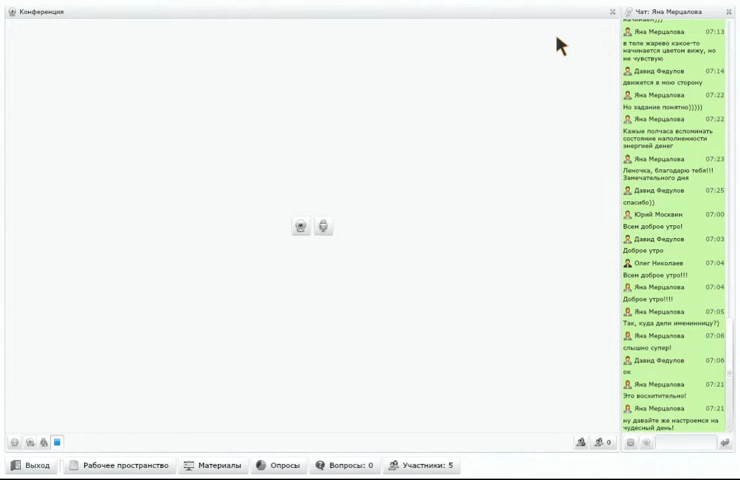 Конференция
Чат: Яна Мерцалова
Яна Мерцалова 07:13
в теле жарево какое-то
начинается цветом вижу, но
не чувствую
Давид Федулов 07:14
движется в мою сторону
Яна Мерцалова 07:22
Но задание понятно)))))
Яна Мерцалова 07:22
Кажые полчаса вспоминать
состояние наполненности
энергией денег
Яна Мерцалова 07:23
Леночка, благодарю тебя!!!
Замечательного дня
Давид Федулов 07:25
спасибо))
Юрий Москвин 07:00
Всем доброе утро!
Давид Федулов 07:03
Доброе утро
Олег Николаев 07:04
Всем доброе утро!!!
Яна Мерцалова 07:04
Доброе утро!!!!
Яна Мерцалова 07:05
Так, куда дели именинницу?)
Яна Мерцалова 07:06
слышно супер!
Давид Федулов 07:06
ок
Яна Мерцалова 07:21
Это восхитительно!
Яна Мерцалова 07:21
ну давайте же настроемся на
чудесный день!
0
Выход
Рабочее пространство
Материалы
Опросы
Вопросы: 0
Участники: 5